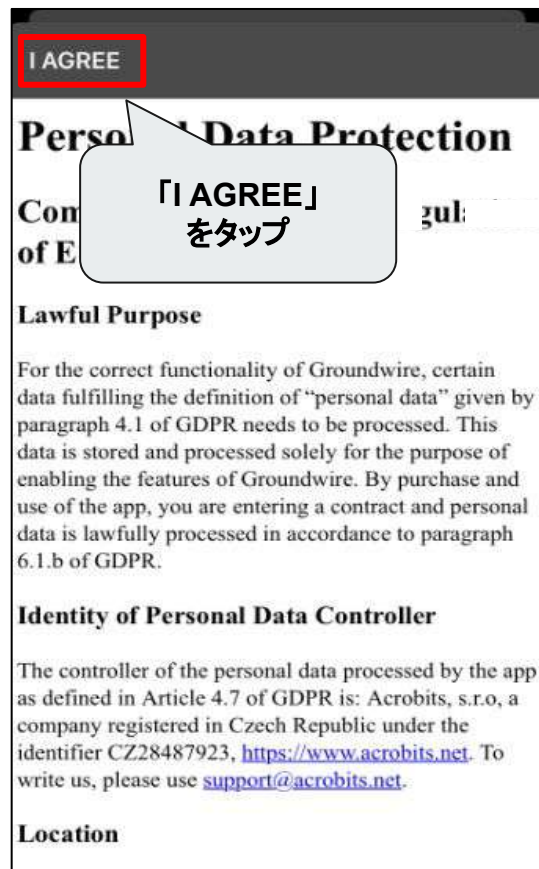 I AGREE
Data Protection
「I AGREE」
をタップ
of E
Lawful Purpose
For the correct functionality of Groundwire, certain
data fulfilling the definition of “personal data” given by
paragraph 4.1 of GDPR needs to be processed. This
data is stored and processed solely for the purpose of
enabling the features of Groundwire. By purchase and
use of the app, you are entering a contract and personal
data is lawfully processed in accordance to paragraph
6.1.b of GDPR.
Identity of Personal Data Controller
The controller of the personal data processed by the app
as defined in Article 4.7 of GDPR is: Acrobits, s.r.o, a
company registered in Czech Republic under the
identifier CZ28487923, https://www.acrobits.net. To
write us, please use support@acrobits.net.
Location